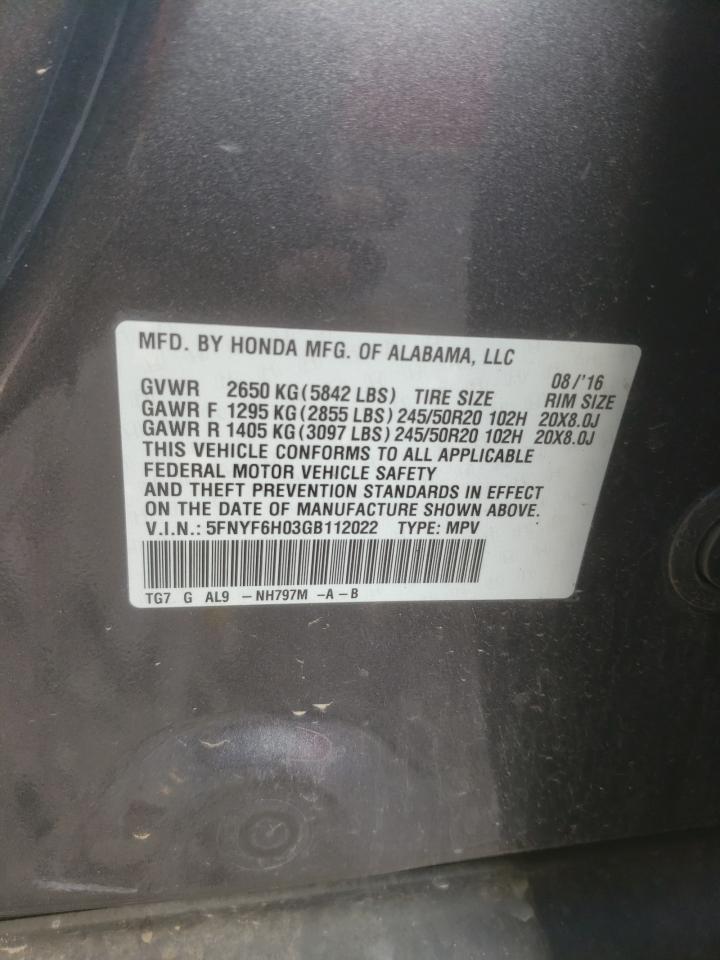 MFD. BY HONDA MFG. OF ALABAMA, LLC
08/'16
GVWR 2650 KG (5842 LBS) TIRE SIZE RIM SIZE
GAWR F 1295 KG (2855 LBS) 245/50R20 102H 20X8.0J
GAWR R 1405 KG (3097 LBS) 245/50R20 102H 20X8.0J
THIS VEHICLE CONFORMS TO ALL APPLICABLE
FEDERAL MOTOR VEHICLE SAFETY
AND THEFT PREVENTION STANDARDS IN EFFECT
ON THE DATE OF MANUFACTURE SHOWN ABOVE.
V.I.N.: 5FNYF6H03GB112022 TYPE: MPV
TG7 G AL9 -NH797M -A-B